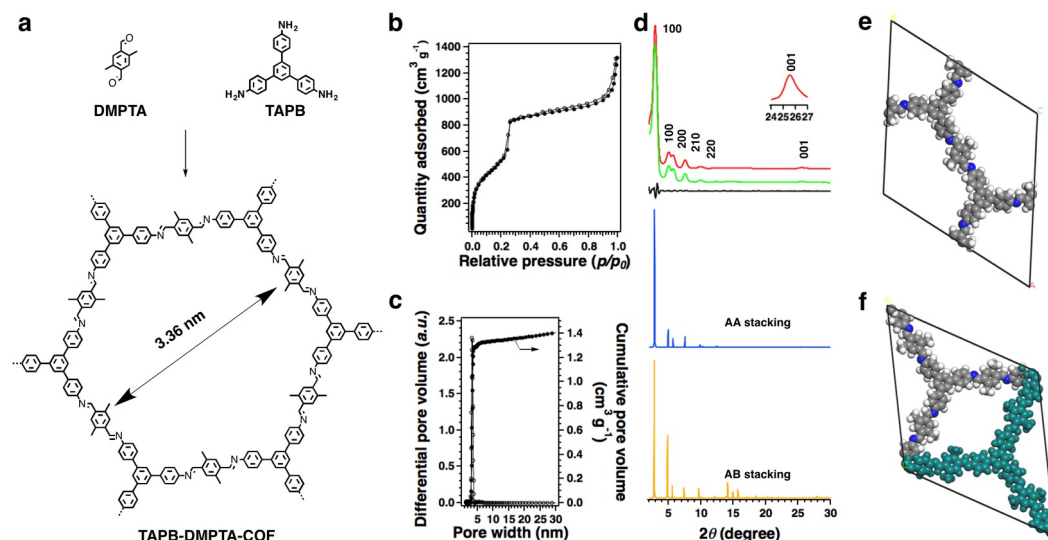 a
O
O
DMPTA
NH2
H2N
NH2
TAPB
N
N
N
N
N
N
N
N
N
N
N
N
3.36 nm
TAPB-DMPTA-COF
b
Quantity adsorbed (cm3 g-1)
1400
1200
1000
800
600
400
200
0.0 0.2 0.4 0.6 0.8 1.0
Relative pressure (p/p0)
c
Differential pore volume (a.u.)
2.5
2.0
1.5
1.0
0.5
0.0
1.4
1.2
1.0
0.8
0.6
0.4
0.2
0.0
Cumulative pore volume
(cm3 g-1)
5 10 15 20 25 30
Pore width (nm)
d
100
100
200
210
220
001
001
24 25 26 27
AA stacking
AB stacking
5 10 15 20 25 30
2θ (degree)
e
C
A
f